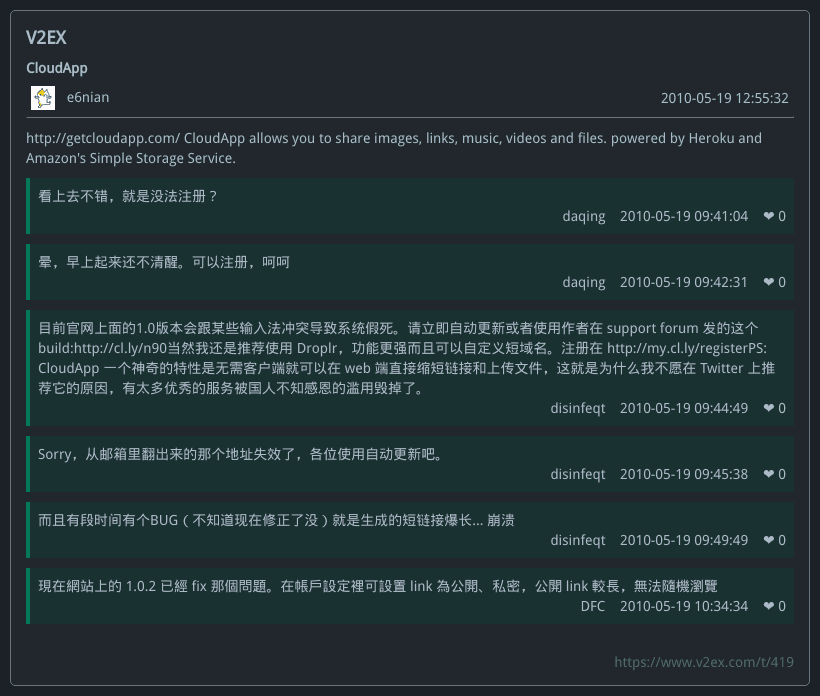 V2EX
CloudApp
e6nian 2010-05-19 12:55:32
http://getcloudapp.com/ CloudApp allows you to share images, links, music, videos and files. powered by Heroku and
Amazon's Simple Storage Service.
看上去不错，就是没法注册？
daqing 2010-05-19 09:41:04 ❤ 0
晕，早上起来还不清醒。可以注册，呵呵
daqing 2010-05-19 09:42:31 ❤ 0
目前官网上面的1.0版本会跟某些输入法冲突导致系统假死。请立即自动更新或者使用作者在 support forum 发的这个
build:http://cl.ly/n90当然我还是推荐使用 Droplr，功能更强而且可以自定义短域名。注册在 http://my.cl.ly/registerPS:
CloudApp 一个神奇的特性是无需客户端就可以在 web 端直接缩短链接和上传文件，这就是为什么我不愿在 Twitter 上推
荐它的原因，有太多优秀的服务被国人不知感恩的滥用毁掉了。
disinfeqt 2010-05-19 09:44:49 ❤ 0
Sorry，从邮箱里翻出来的那个地址失效了，各位使用自动更新吧。
disinfeqt 2010-05-19 09:45:38 ❤ 0
而且有段时间有个BUG（不知道现在修正了没）就是生成的短链接爆长... 崩溃
disinfeqt 2010-05-19 09:49:49 ❤ 0
現在網站上的 1.0.2 已經 fix 那個問題。在帳戶設定裡可設置 link 為公開、私密，公開 link 較長，無法隨機瀏覽
DFC 2010-05-19 10:34:34 ❤ 0
https://www.v2ex.com/t/419